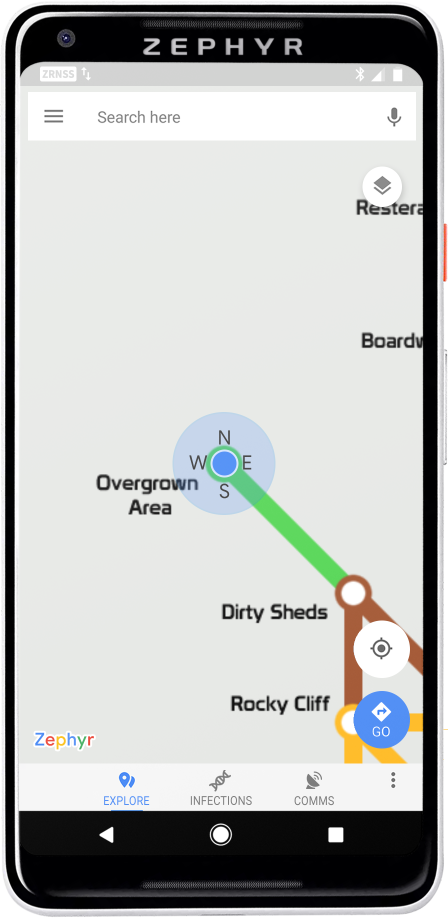 ZEPHYR
ZRNSS
Search here
Restera
Boardw
N
W E
S
Overgrown
Area
Dirty Sheds
Rocky Cliff
GO
Zephyr
EXPLORE
INFECTIONS
COMMS